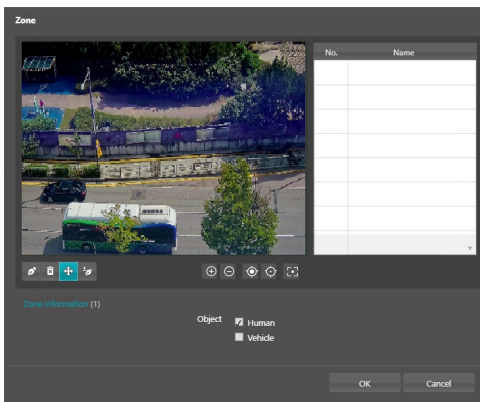 Zone
No. Name
Zone Information (1)
Object Human
Vehicle
OK Cancel